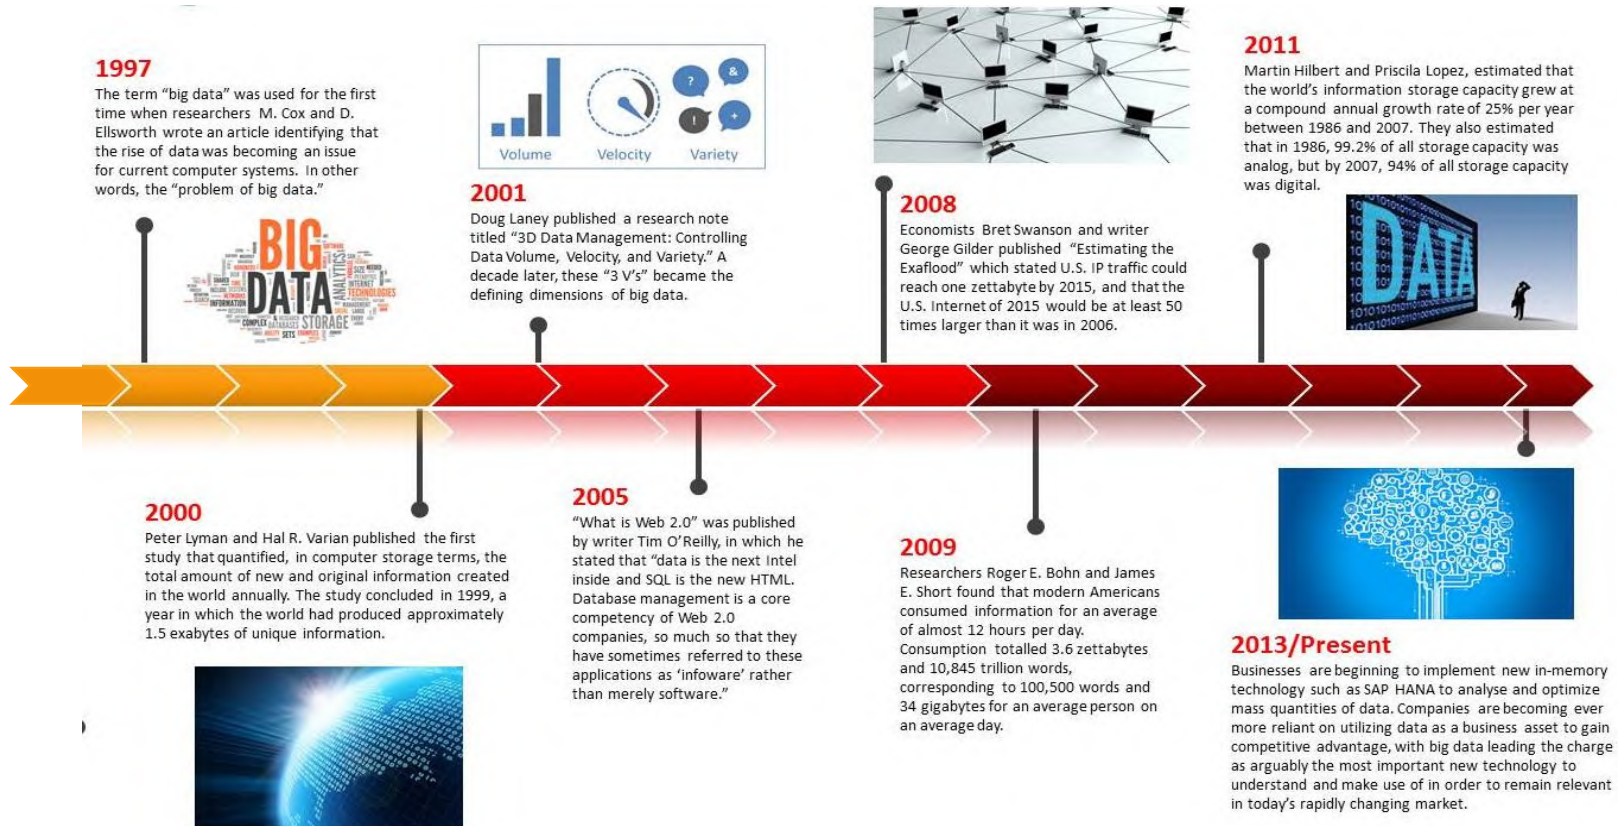 1997
The term “big data” was used for the first
time when researchers M. Cox and D.
Ellsworth wrote an article identifying that
the rise of data was becoming an issue
for current computer systems. In other
words, the “problem of big data.”
BIG
DATA
ANALYTICS
TECHNOLOGIES
INTERNET
INFORMATION
STORAGE
COMPLEX
DATABASES
SETS
Volume
Velocity
Variety
?
&
!
+
2001
Doug Laney published a research note
titled “3D Data Management: Controlling
Data Volume, Velocity, and Variety.” A
decade later, these “3 V’s” became the
defining dimensions of big data.
2008
Economists Bret Swanson and writer
George Gilder published “Estimating the
Exaflood” which stated U.S. IP traffic could
reach one zettabyte by 2015, and that the
U.S. Internet of 2015 would be at least 50
times larger than it was in 2006.
2011
Martin Hilbert and Priscila Lopez, estimated that
the world’s information storage capacity grew at
a compound annual growth rate of 25% per year
between 1986 and 2007. They also estimated
that in 1986, 99.2% of all storage capacity was
analog, but by 2007, 94% of all storage capacity
was digital.
DATA
2000
Peter Lyman and Hal R. Varian published the first
study that quantified, in computer storage terms, the
total amount of new and original information created
in the world annually. The study concluded in 1999, a
year in which the world had produced approximately
1.5 exabytes of unique information.
2005
“What is Web 2.0” was published
by writer Tim O’Reilly, in which he
stated that “data is the next Intel
inside and SQL is the new HTML.
Database management is a core
competency of Web 2.0
companies, so much so that they
have sometimes referred to these
applications as ‘infoware’ rather
than merely software.”
2009
Researchers Roger E. Bohn and James
E. Short found that modern Americans
consumed information for an average
of almost 12 hours per day.
Consumption totalled 3.6 zettabytes
and 10,845 trillion words,
corresponding to 100,500 words and
34 gigabytes for an average person on
an average day.
2013/Present
Businesses are beginning to implement new in-memory
technology such as SAP HANA to analyse and optimize
mass quantities of data. Companies are becoming ever
more reliant on utilizing data as a business asset to gain
competitive advantage, with big data leading the charge
as arguably the most important new technology to
understand and make use of in order to remain relevant
in today’s rapidly changing market.